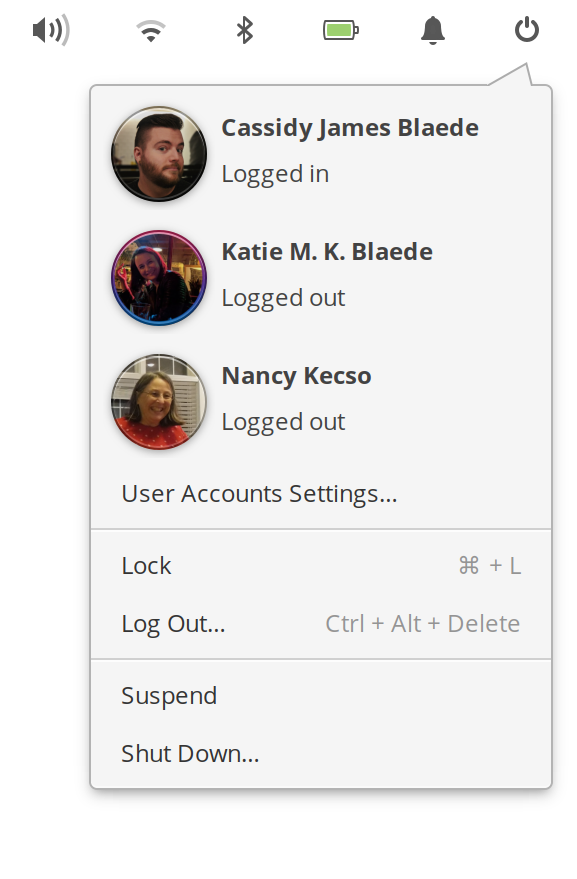 Cassidy James Blaede
Logged in
Katie M. K. Blaede
Logged out
Nancy Kecso
Logged out
User Accounts Settings…
Lock ⌘ + L
Log Out… Ctrl + Alt + Delete
Suspend
Shut Down…